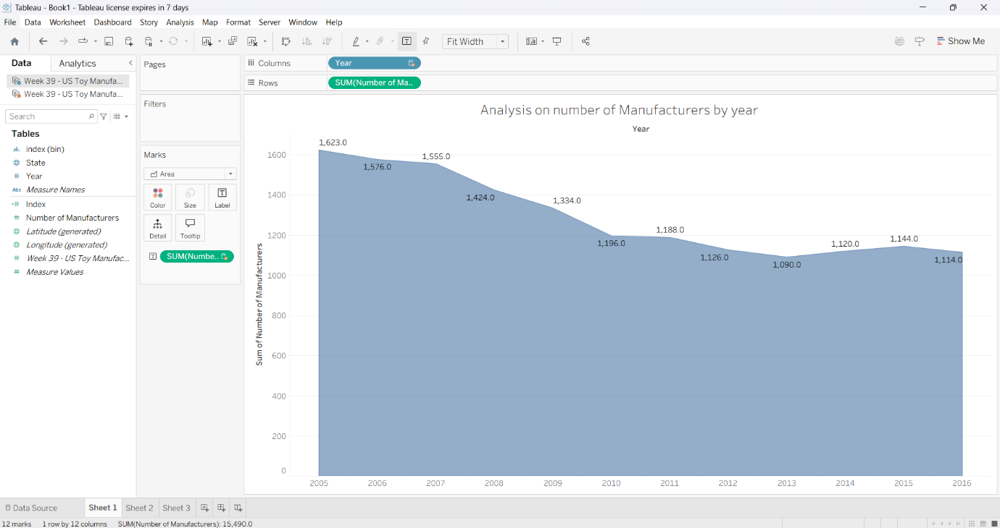 Tableau - Book1 - Tableau license expires in 7 days
File Data Worksheet Dashboard Story Analysis Map Format Server Window Help
Fit Width
Show Me
Data Analytics
Week 39 - US Toy Manufa...
Week 39 - US Toy Manufa...
Search
Tables
index (bin)
State
Year
Abc Measure Names
Index
Number of Manufacturers
Latitude (generated)
Longitude (generated)
Week 39 - US Toy Manufac...
Measure Values
Pages
Filters
Marks
Area
Color Size Label
Detail Tooltip
SUM(Numbe..
Columns Year
Rows SUM(Number of Ma..
Analysis on number of Manufacturers by year
Year
Sum of Number of Manufacturers
1600
1400
1200
1000
800
600
400
200
0
1,623.0
1,576.0
1,555.0
1,424.0
1,334.0
1,196.0
1,188.0
1,126.0
1,090.0
1,120.0
1,144.0
1,114.0
2005 2006 2007 2008 2009 2010 2011 2012 2013 2014 2015 2016
Data Source Sheet 1 Sheet 2 Sheet 3
12 marks 1 row by 12 columns SUM(Number of Manufacturers): 15,490.0